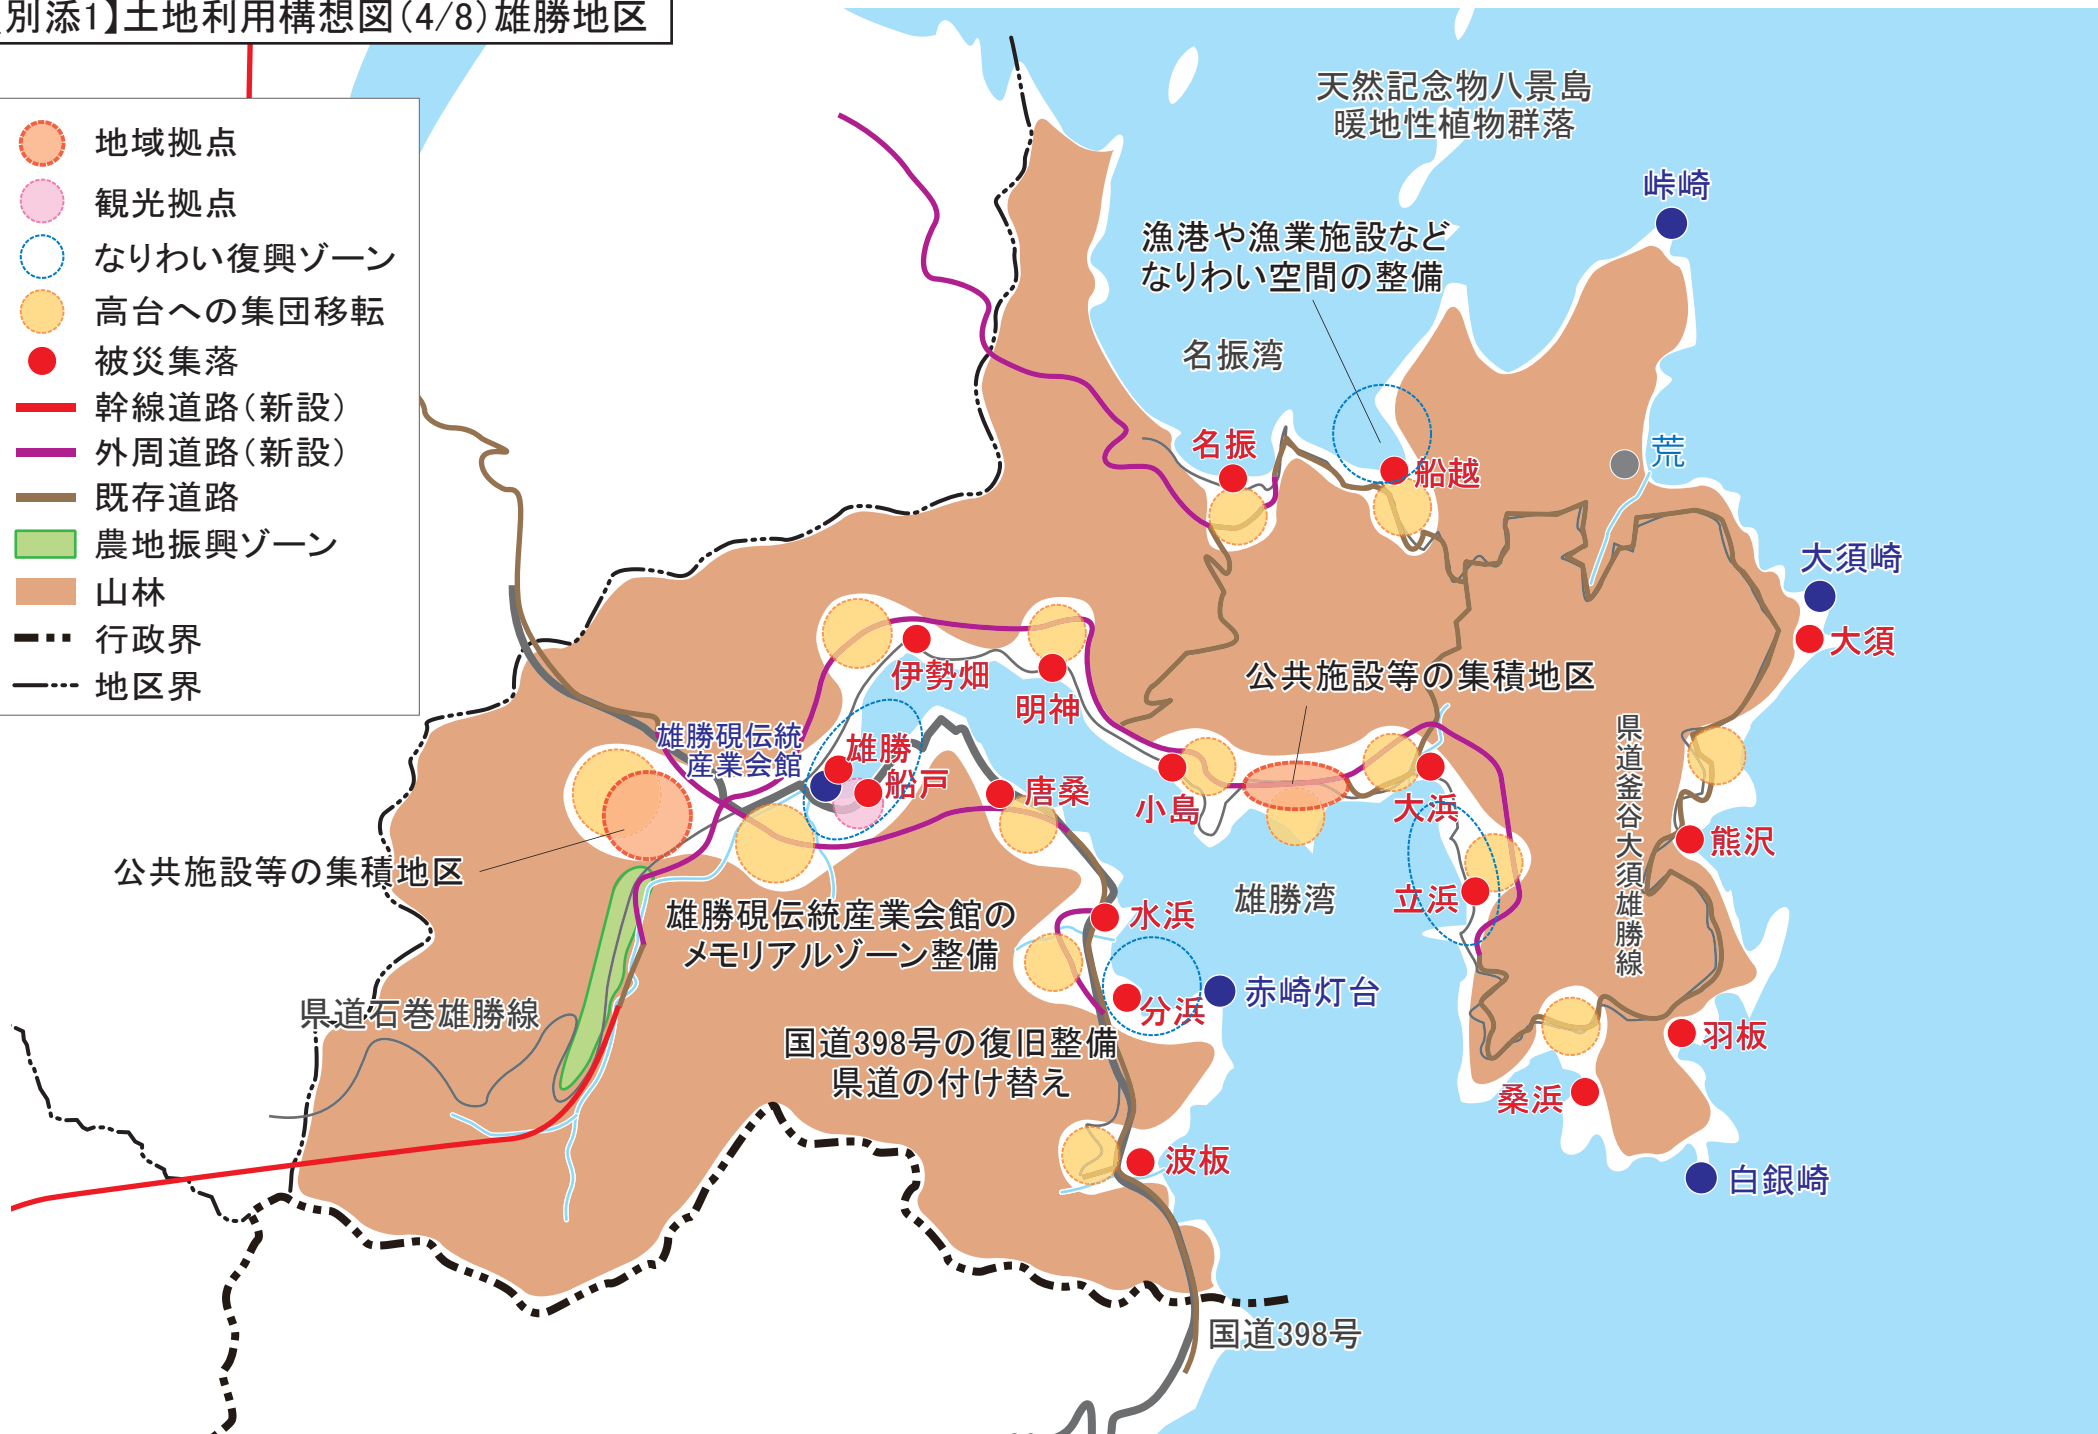 別添1】土地利用構想図(4/8)雄勝地区
地域拠点
観光拠点
なりわい復興ゾーン
高台への集団移転
被災集落
幹線道路(新設)
外周道路(新設)
既存道路
農地振興ゾーン
山林
行政界
地区界
天然記念物八景島
暖地性植物群落
峠崎
漁港や漁業施設など
なりわい空間の整備
名振湾
名振
船越
荒
大須崎
大須
伊勢畑
明神
公共施設等の集積地区
雄勝硯伝統
産業会館
雄勝
船戸
唐桑
小島
大浜
県道釜谷大須雄勝線
熊沢
公共施設等の集積地区
雄勝硯伝統産業会館の
メモリアルゾーン整備
水浜
雄勝湾
立浜
赤崎灯台
分浜
県道石巻雄勝線
国道398号の復旧整備
県道の付け替え
羽板
桑浜
波板
白銀崎
国道398号